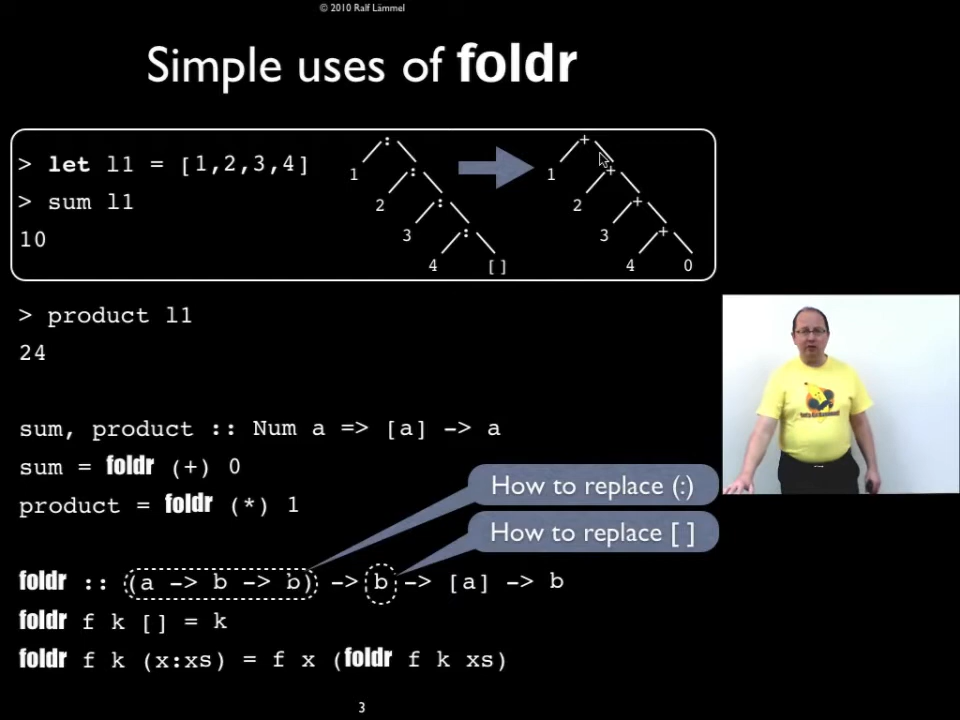 © 2010 Ralf Lämmel
Simple uses of foldr
> let l1 = [1,2,3,4]
> sum l1
10
: +
1 : 1 +
2 : 2 +
3 : 3 +
4 [] 4 0
> product l1
24
sum, product :: Num a => [a] -> a
sum = foldr (+) 0
product = foldr (*) 1
How to replace (:)
How to replace [ ]
foldr :: (a -> b -> b) -> b -> [a] -> b
foldr f k [] = k
foldr f k (x:xs) = f x (foldr f k xs)
3